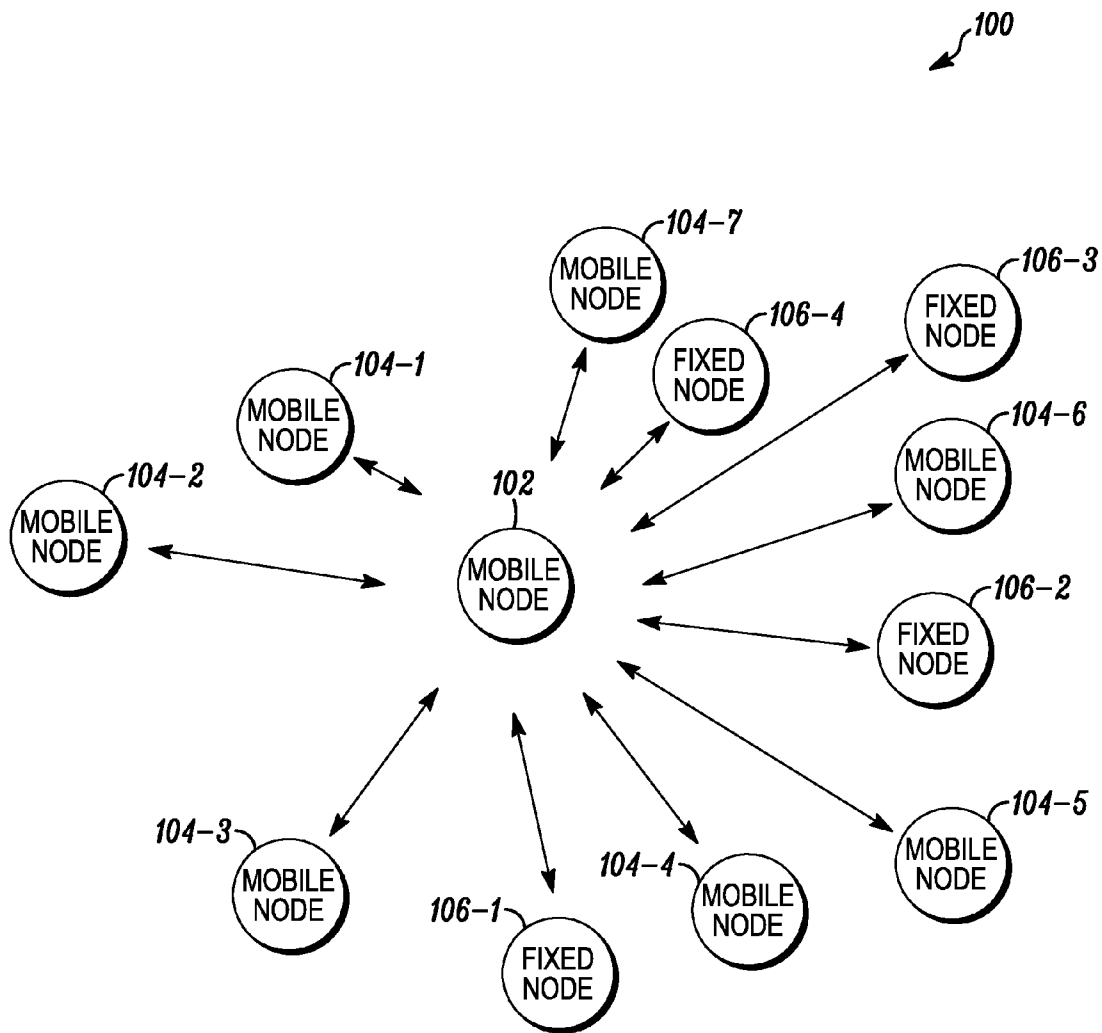 100
104-7
MOBILE
NODE
106-3
FIXED
NODE
106-4
FIXED
NODE
104-1
MOBILE
NODE
104-6
MOBILE
NODE
104-2
MOBILE
NODE
102
MOBILE
NODE
106-2
FIXED
NODE
104-5
MOBILE
NODE
104-3
MOBILE
NODE
104-4
MOBILE
NODE
106-1
FIXED
NODE